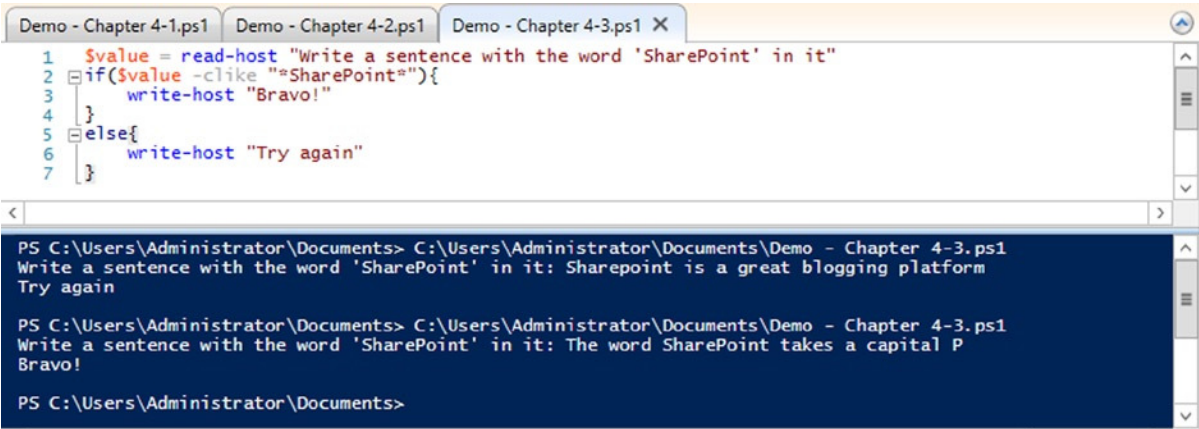 Demo - Chapter 4-1.ps1 Demo - Chapter 4-2.ps1 Demo - Chapter 4-3.ps1
1 $value = read-host "Write a sentence with the word 'SharePoint' in it"
2 if($value -clike "*SharePoint*"){
3 write-host "Bravo!"
4 }
5 else{
6 write-host "Try again"
7 }
PS C:\Users\Administrator\Documents> C:\Users\Administrator\Documents\Demo - Chapter 4-3.ps1
Write a sentence with the word 'SharePoint' in it: Sharepoint is a great blogging platform
Try again
PS C:\Users\Administrator\Documents> C:\Users\Administrator\Documents\Demo - Chapter 4-3.ps1
Write a sentence with the word 'SharePoint' in it: The word SharePoint takes a capital P
Bravo!
PS C:\Users\Administrator\Documents>